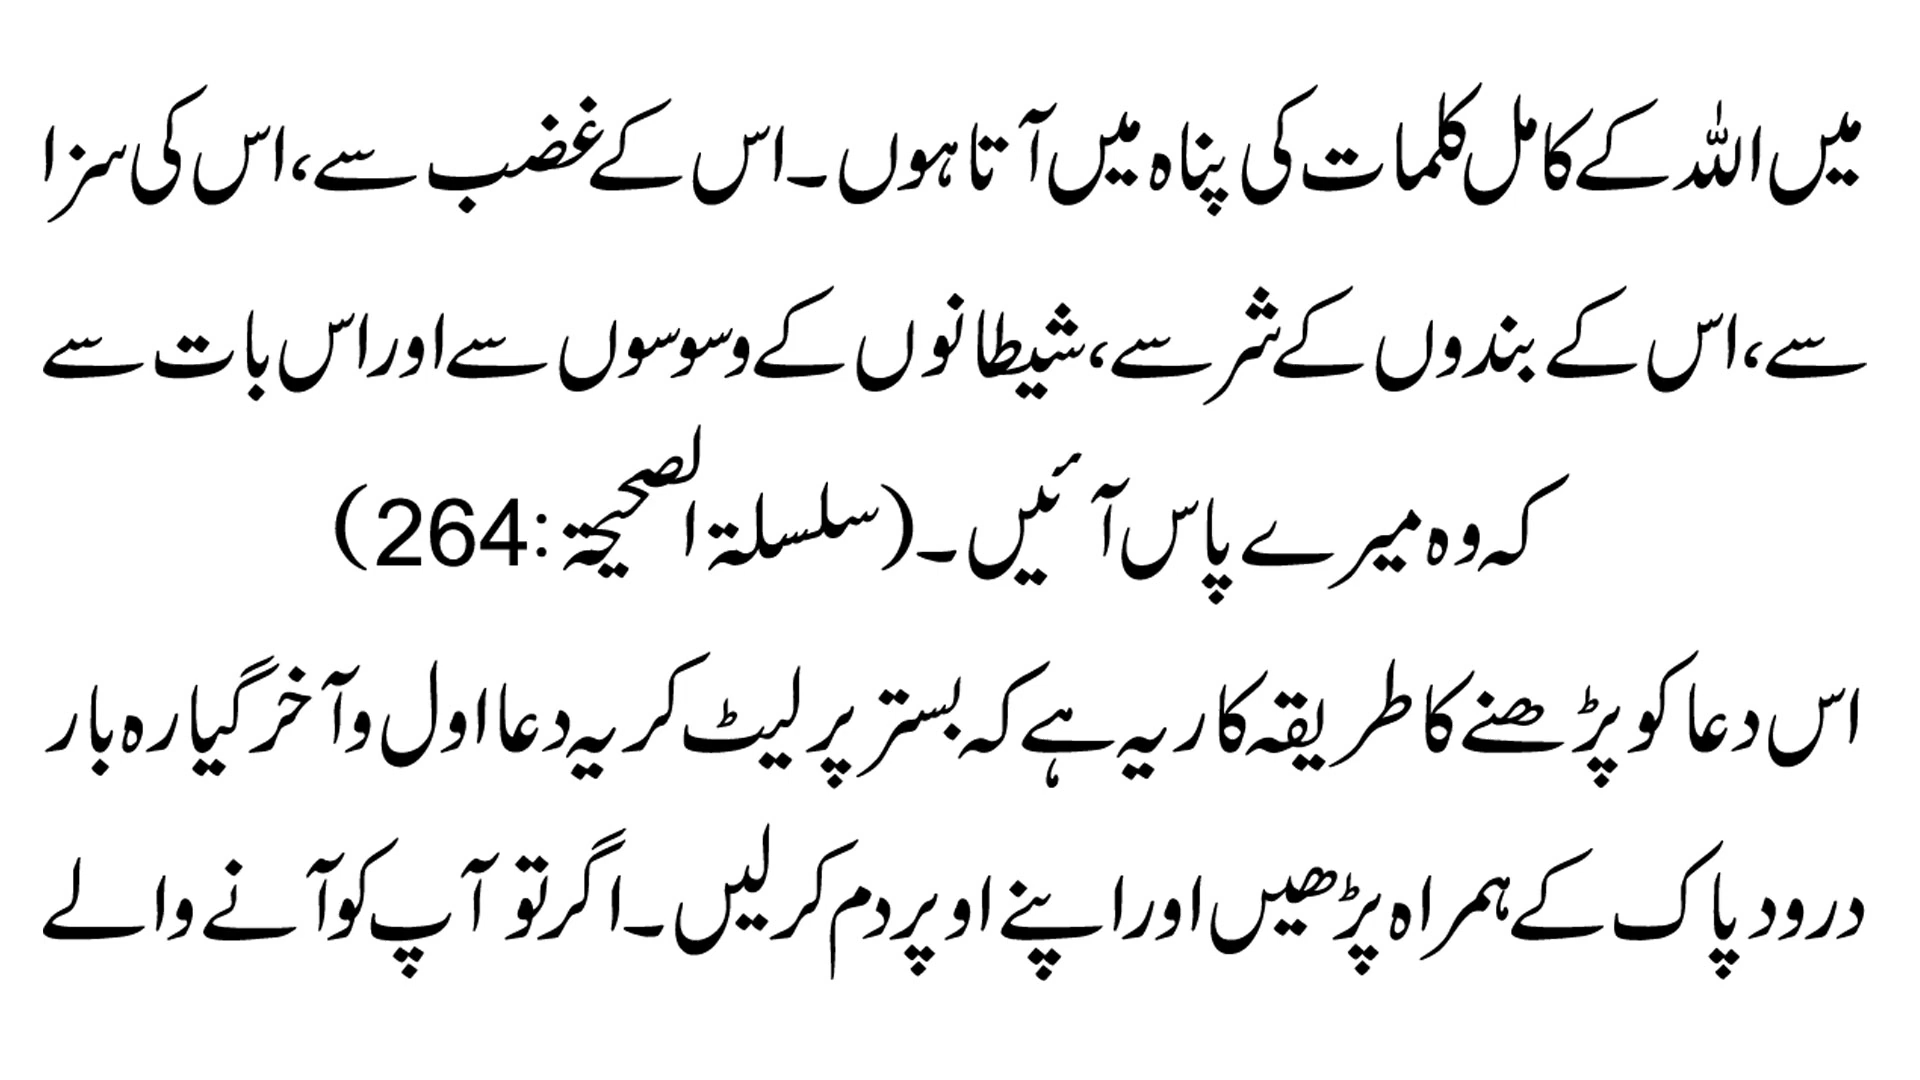 میں اللہ کے کامل کلمات کی پناہ میں آتا ہوں۔ اس کے غضب سے، اس کی سزا
سے، اس کے بندوں کے شر سے، شیطانوں کے وسوسوں سے اور اس بات سے
کہ وہ میرے پاس آئیں۔ (سلسلۃ الصحیحۃ: 264)
اس دعا کو پڑھنے کا طریقہ کار یہ ہے کہ بستر پر لیٹ کر یہ دعا اول و آخر گیارہ بار
درود پاک کے ہمراہ پڑھیں اور اپنے اوپر دم کر لیں۔ اگر تو آپ کو آنے والے